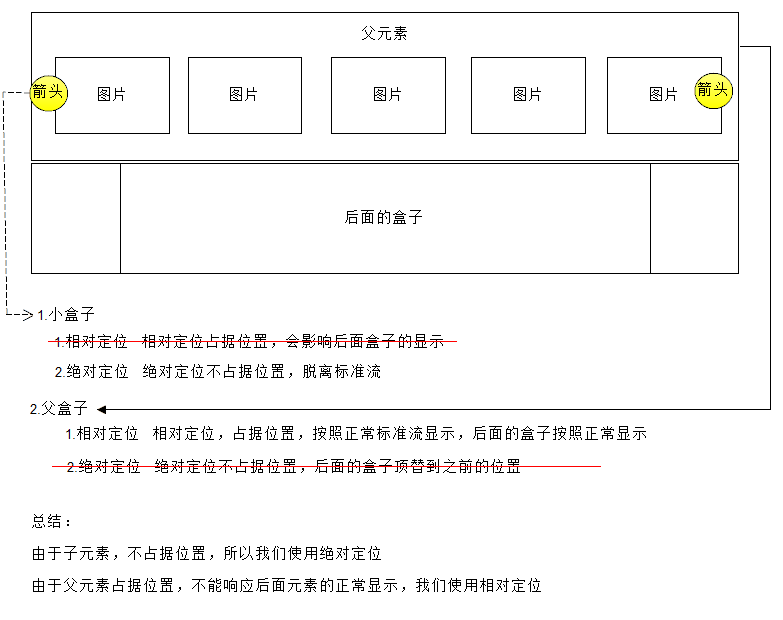 父元素
箭头
图片
图片
图片
图片
图片
箭头
后面的盒子
1.小盒子
1.相对定位 相对定位占据位置，会影响后面盒子的显示
2.绝对定位 绝对定位不占据位置，脱离标准流
2.父盒子
1.相对定位 相对定位，占据位置，按照正常标准流显示，后面的盒子按照正常显示
2.绝对定位 绝对定位不占据位置，后面的盒子顶替到之前的位置
总结：
由于子元素，不占据位置，所以我们使用绝对定位
由于父元素占据位置，不能响应后面元素的正常显示，我们使用相对定位